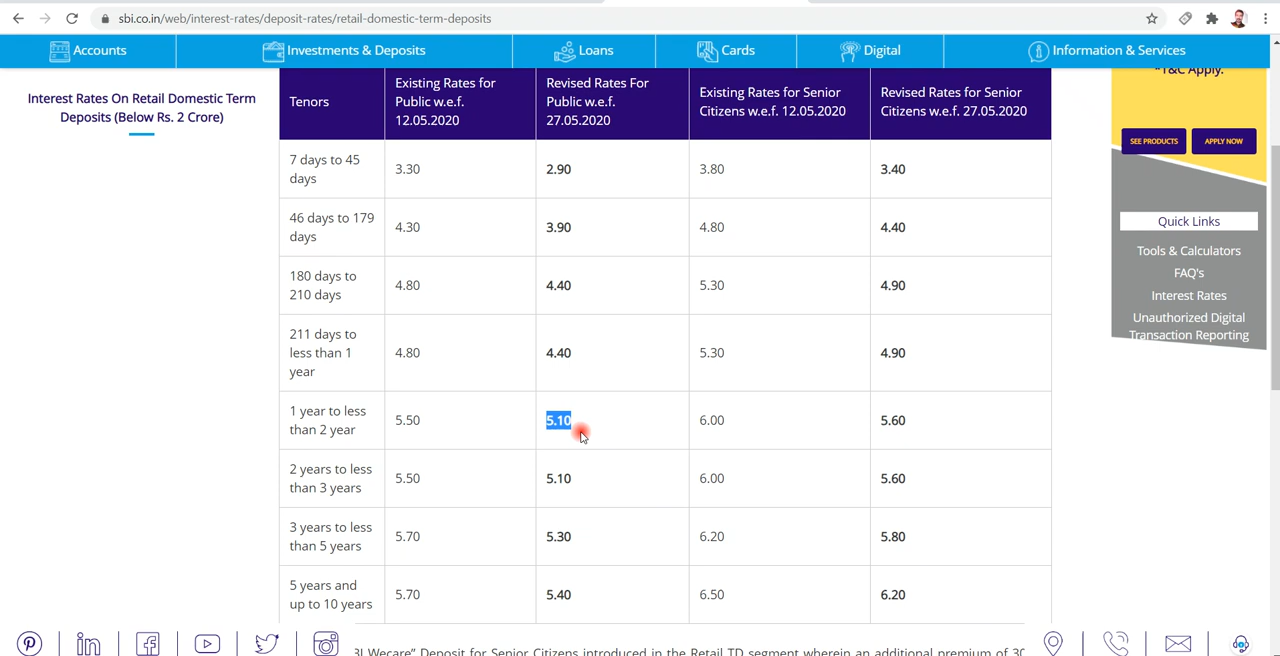 sbi.co.in/web/interest-rates/deposit-rates/retail-domestic-term-deposits
Accounts
Investments & Deposits
Loans
Cards
Digital
Information & Services
Interest Rates On Retail Domestic Term
Deposits (Below Rs. 2 Crore)
Tenors
Existing Rates for
Public w.e.f.
12.05.2020
Revised Rates For
Public w.e.f.
27.05.2020
Existing Rates for Senior
Citizens w.e.f. 12.05.2020
Revised Rates for Senior
Citizens w.e.f. 27.05.2020
7 days to 45
days
3.30
2.90
3.80
3.40
46 days to 179
days
4.30
3.90
4.80
4.40
180 days to
210 days
4.80
4.40
5.30
4.90
211 days to
less than 1
year
4.80
4.40
5.30
4.90
1 year to less
than 2 year
5.50
5.10
6.00
5.60
2 years to less
than 3 years
5.50
5.10
6.00
5.60
3 years to less
than 5 years
5.70
5.30
6.20
5.80
5 years and
up to 10 years
5.70
5.40
6.50
6.20
*T&C Apply.
SEE PRODUCTS
APPLY NOW
Quick Links
Tools & Calculators
FAQ's
Interest Rates
Unauthorized Digital
Transaction Reporting
Wecare" Deposit for Senior Citizens introduced in the Retail TD segment wherein an additional premium of 30